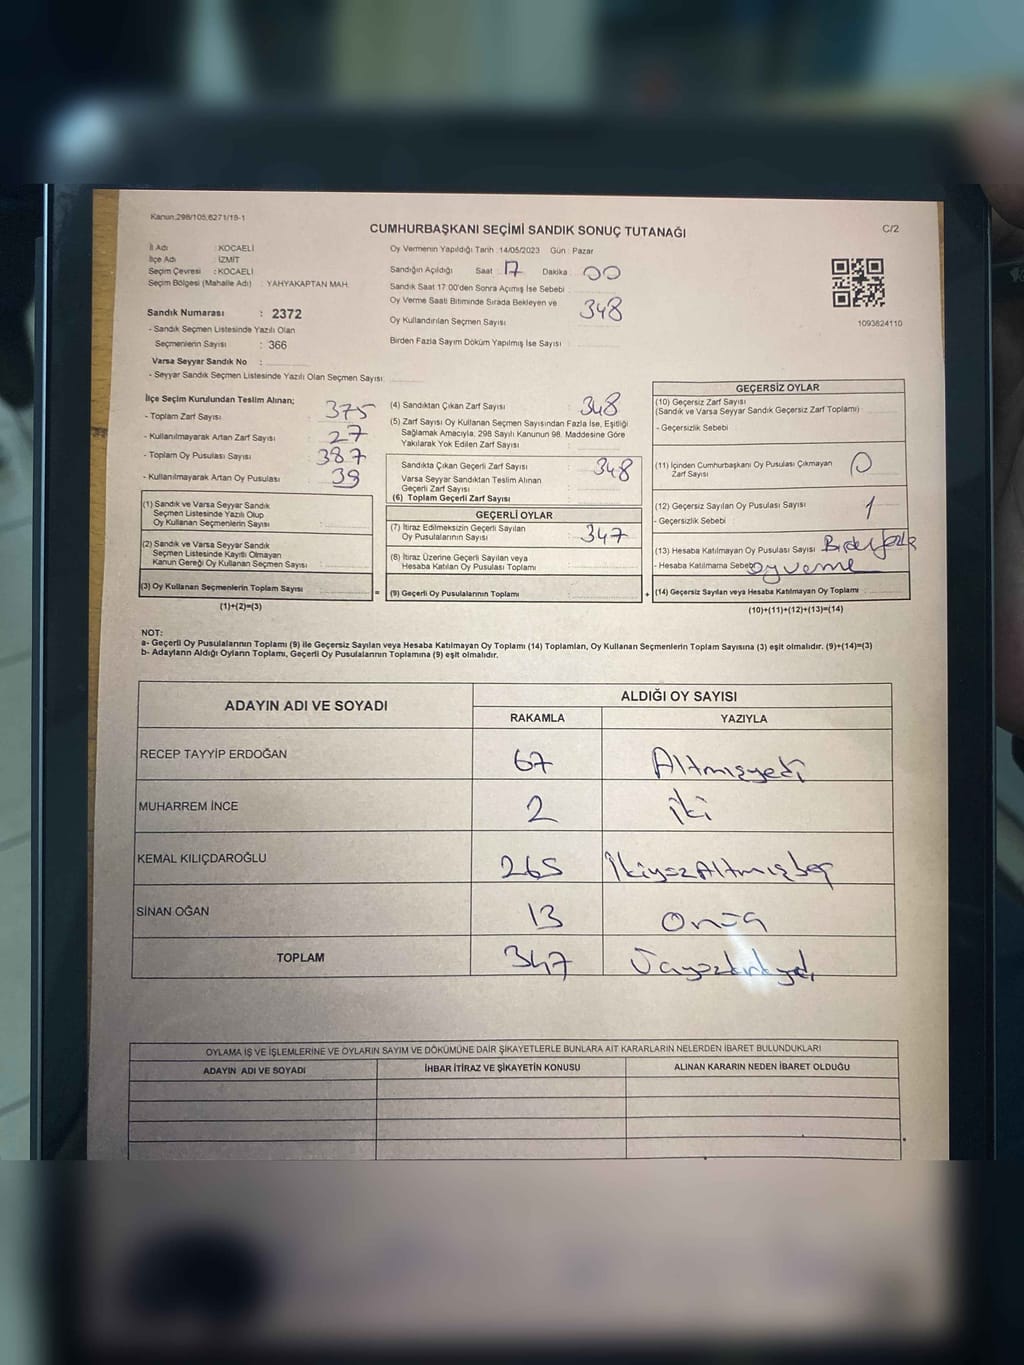 Kanun:298/105,6271/19-1
CUMHURBAŞKANI SEÇİMİ SANDIK SONUÇ TUTANAĞI
C/2
İl Adı : KOCAELİ
İlçe Adı : İZMİT
Seçim Çevresi : KOCAELİ
Seçim Bölgesi (Mahalle Adı) : YAHYAKAPTAN MAH.
Oy Vermenin Yapıldığı Tarih :14/05/2023 Gün : Pazar
Sandığın Açıldığı Saat : 17 Dakika : 00
Sandık Saat 17:00'den Sonra Açımış İse Sebebi :
Oy Verme Saati Bitiminde Sırada Bekleyen ve
Oy Kullandırılan Seçmen Sayısı : 348
Birden Fazla Sayım Döküm Yapılmış İse Sayısı :
1093624110
Sandık Numarası : 2372
- Sandık Seçmen Listesinde Yazılı Olan
Seçmenlerin Sayısı : 366
Varsa Seyyar Sandık No :
- Seyyar Sandık Seçmen Listesinde Yazılı Olan Seçmen Sayısı:
İlçe Seçim Kurulundan Teslim Alınan;
- Toplam Zarf Sayısı : 375
- Kullanılmayarak Artan Zarf Sayısı : 27
- Toplam Oy Pusulası Sayısı : 387
- Kullanılmayarak Artan Oy Pusulası : 39
(1) Sandık ve Varsa Seyyar Sandık
Seçmen Listesinde Yazılı Olup
Oy Kullanan Seçmenlerin Sayısı :
(2) Sandık ve Varsa Seyyar Sandık
Seçmen Listesinde Kayıtlı Olmayan
Kanun Gereği Oy Kullanan Seçmen Sayısı :
(3) Oy Kullanan Seçmenlerin Toplam Sayısı :
(1)+(2)=(3)
=
(4) Sandıktan Çıkan Zarf Sayısı : 348
(5) Zarf Sayısı Oy Kullanan Seçmen Sayısından Fazla İse, Eşitliği
Sağlamak Amacıyla, 298 Sayılı Kanunun 98. Maddesine Göre
Yakılarak Yok Edilen Zarf Sayısı :
Sandıkta Çıkan Geçerli Zarf Sayısı : 348
Varsa Seyyar Sandıktan Teslim Alınan
Geçerli Zarf Sayısı :
(6) Toplam Geçerli Zarf Sayısı :
GEÇERLİ OYLAR
(7) İtiraz Edilmeksizin Geçerli Sayılan
Oy Pusulalarının Sayısı : 347
(8) İtiraz Üzerine Geçerli Sayılan veya
Hesaba Katılan Oy Pusulası Toplamı :
(9) Geçerli Oy Pusulalarının Toplamı :
+
GEÇERSİZ OYLAR
(10) Geçersiz Zarf Sayısı
(Sandık ve Varsa Seyyar Sandık Geçersiz Zarf Toplamı) :
- Geçersizlik Sebebi :
(11) İçinden Cumhurbaşkanı Oy Pusulası Çıkmayan
Zarf Sayısı : 0
(12) Geçersiz Sayılan Oy Pusulası Sayısı : 1
- Geçersizlik Sebebi :
(13) Hesaba Katılmayan Oy Pusulası Sayısı : Birden fazla
- Hesaba Katılmama Sebebi : oy verme
(14) Geçersiz Sayılan veya Hesaba Katılmayan Oy Toplamı :
(10)+(11)+(12)+(13)=(14)
NOT:
a- Geçerli Oy Pusulalarının Toplamı (9) ile Geçersiz Sayılan veya Hesaba Katılmayan Oy Toplamı (14) Toplamları, Oy Kullanan Seçmenlerin Toplam Sayısına (3) eşit olmalıdır. (9)+(14)=(3)
b- Adayların Aldığı Oyların Toplamı, Geçerli Oy Pusulalarının Toplamına (9) eşit olmalıdır.
ADAYIN ADI VE SOYADI
ALDIĞI OY SAYISI
RAKAMLA YAZIYLA
RECEP TAYYİP ERDOĞAN 67 Altmışyedi
MUHARREM İNCE 2 iki
KEMAL KILIÇDAROĞLU 265 İkiyüzAltmışbeş
SİNAN OĞAN 13 Onüç
TOPLAM 347 Üçyüzkırkyedi
OYLAMA İŞ VE İŞLEMLERİNE VE OYLARIN SAYIM VE DÖKÜMÜNE DAİR ŞİKAYETLERLE BUNLARA AİT KARARLARIN NELERDEN İBARET BULUNDUKLARI
ADAYIN ADI VE SOYADI İHBAR İTİRAZ VE ŞİKAYETİN KONUSU ALINAN KARARIN NEDEN İBARET OLDUĞU